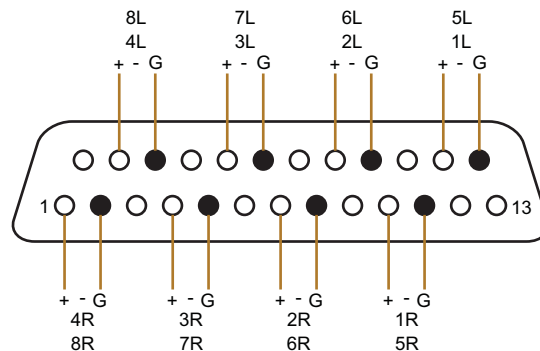 8L 7L 6L 5L
4L 3L 2L 1L
+ - G + - G + - G + - G
1 13
+ - G + - G + - G + - G
4R 3R 2R 1R
8R 7R 6R 5R